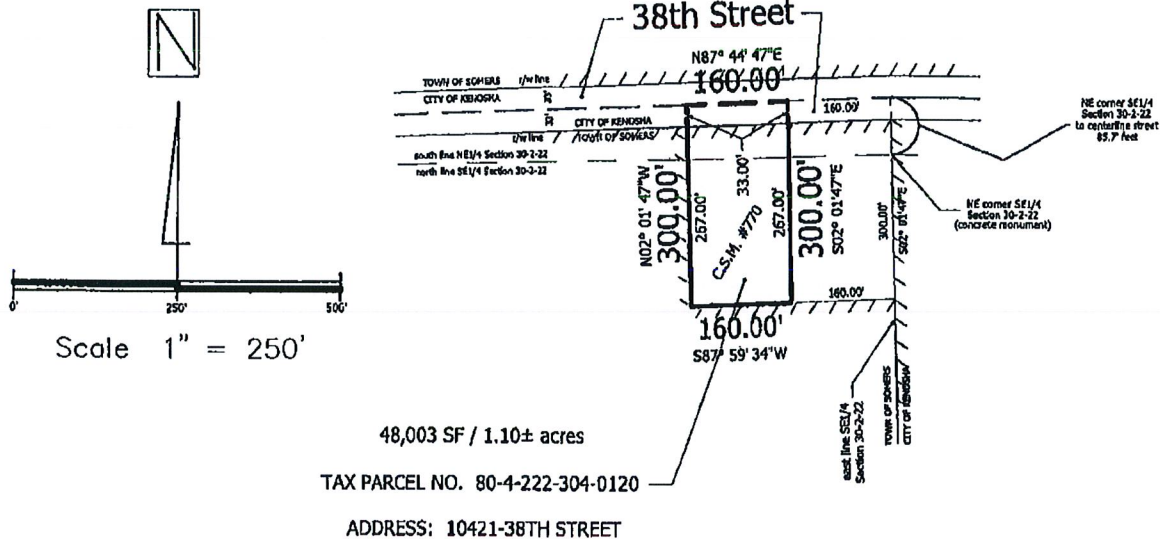 N
38th Street
N87° 44' 47"E
160.00'
TOWN OF SOMERS r/w line
CITY OF KENOSHA
33'
33'
CITY OF KENOSHA
r/w line TOWN OF SOMERS
160.00'
south line NE1/4 Section 30-2-22
north line SE1/4 Section 30-2-22
NE corner SE1/4
Section 30-2-22
to centerline street
85.7' feet
NE corner SE1/4
Section 30-2-22
(concrete monument)
N02° 01' 47"W
300.00'
267.00'
33.00'
C.S.M. #770
267.00'
300.00'
S02° 01'47"E
300.00'
S02° 01'47"E
160.00'
160.00'
S87° 59' 34"W
0' 250' 500'
Scale 1" = 250'
east line SE1/4
Section 30-2-22
TOWN OF SOMERS
CITY OF KENOSHA
48,003 SF / 1.10± acres
TAX PARCEL NO. 80-4-222-304-0120
ADDRESS: 10421-38TH STREET